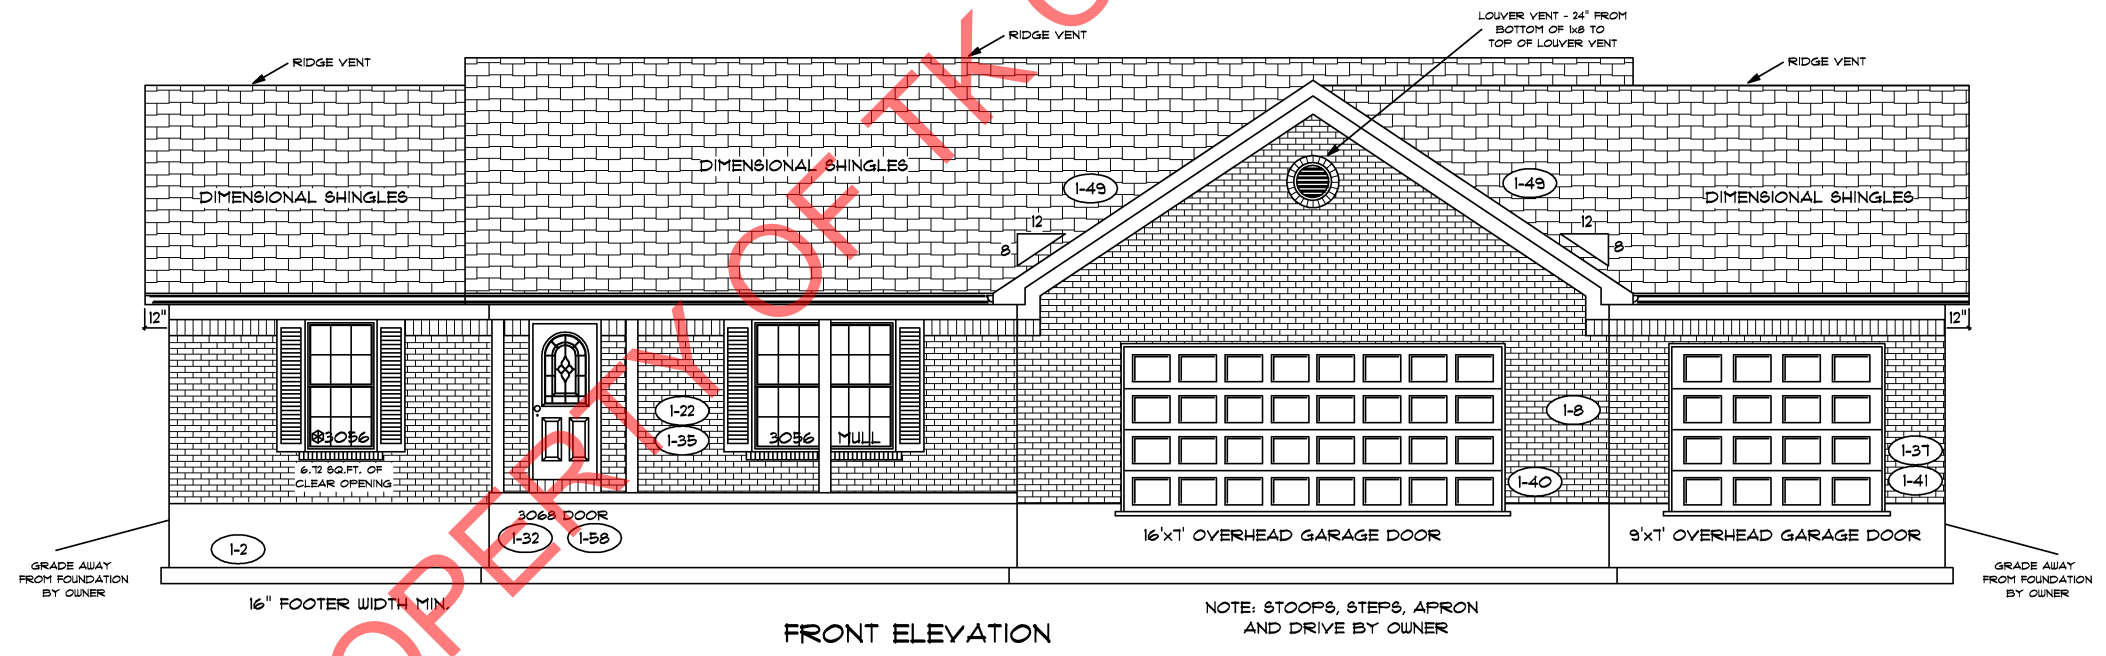 LOUVER VENT - 24" FROM
BOTTOM OF 1x8 TO
TOP OF LOUVER VENT
RIDGE VENT
RIDGE VENT
RIDGE VENT
DIMENSIONAL SHINGLES
DIMENSIONAL SHINGLES
DIMENSIONAL SHINGLES
1-49
1-49
12
8
12
8
12"
12"
PROPERTY OF TK C
1-22
1-35
1-8
✻3056
3056 MULL
6.72 SQ.FT. OF
CLEAR OPENING
1-37
1-41
1-40
3068 DOOR
1-32
1-58
1-2
16'x7' OVERHEAD GARAGE DOOR
9'x7' OVERHEAD GARAGE DOOR
GRADE AWAY
FROM FOUNDATION
BY OWNER
GRADE AWAY
FROM FOUNDATION
BY OWNER
16" FOOTER WIDTH MIN.
NOTE: STOOPS, STEPS, APRON
AND DRIVE BY OWNER
FRONT ELEVATION